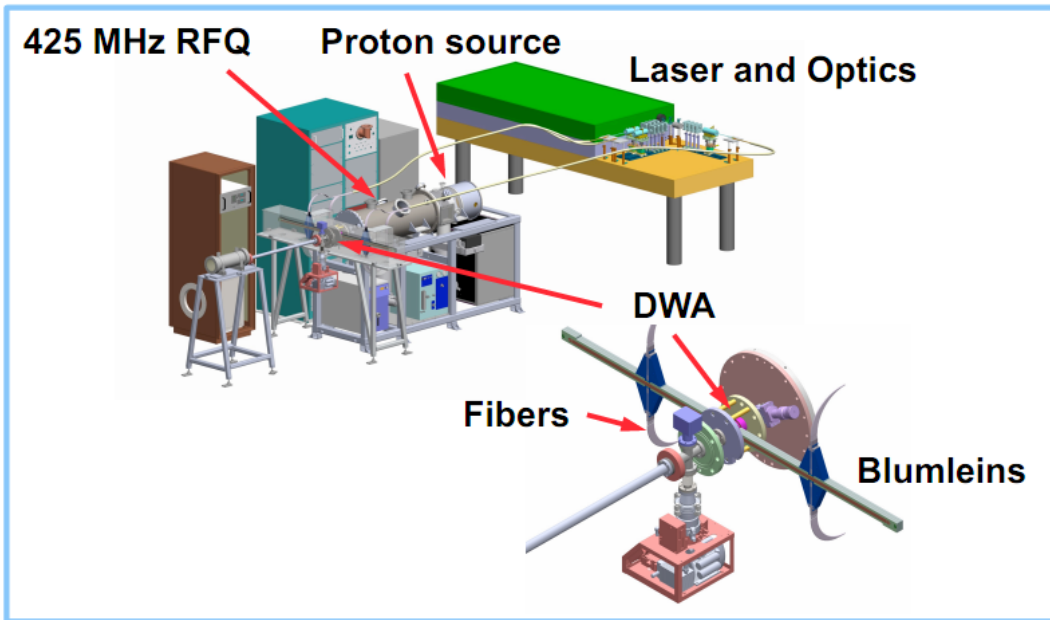 425 MHz RFQ
Proton source
Laser and Optics
DWA
Fibers
Blumleins